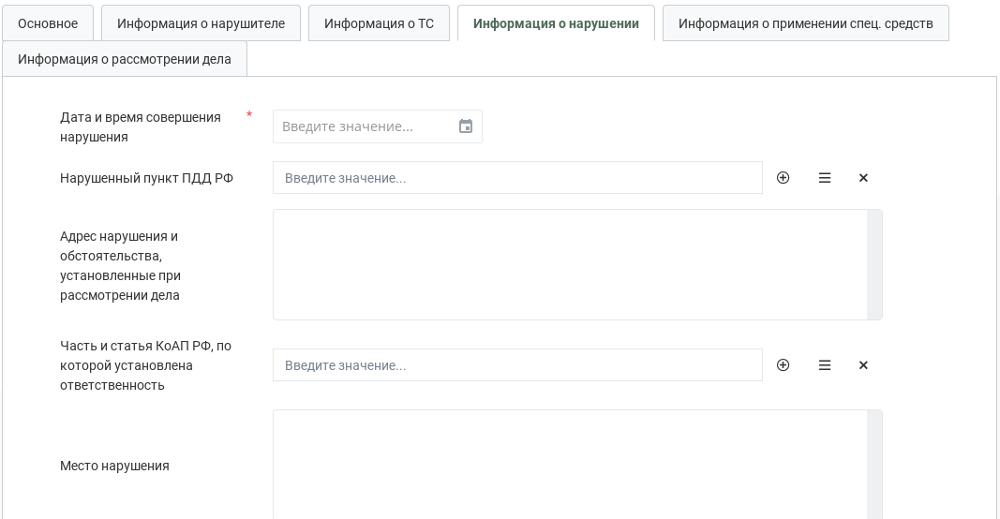 Основное
Информация о нарушителе
Информация о ТС
Информация о нарушении
Информация о применении спец. средств
Информация о рассмотрении дела
Дата и время совершения *
нарушения
Введите значение...
Нарушенный пункт ПДД РФ
Введите значение...
Адрес нарушения и
обстоятельства,
установленные при
рассмотрении дела
Часть и статья КоАП РФ, по
которой установлена
ответственность
Введите значение...
Место нарушения